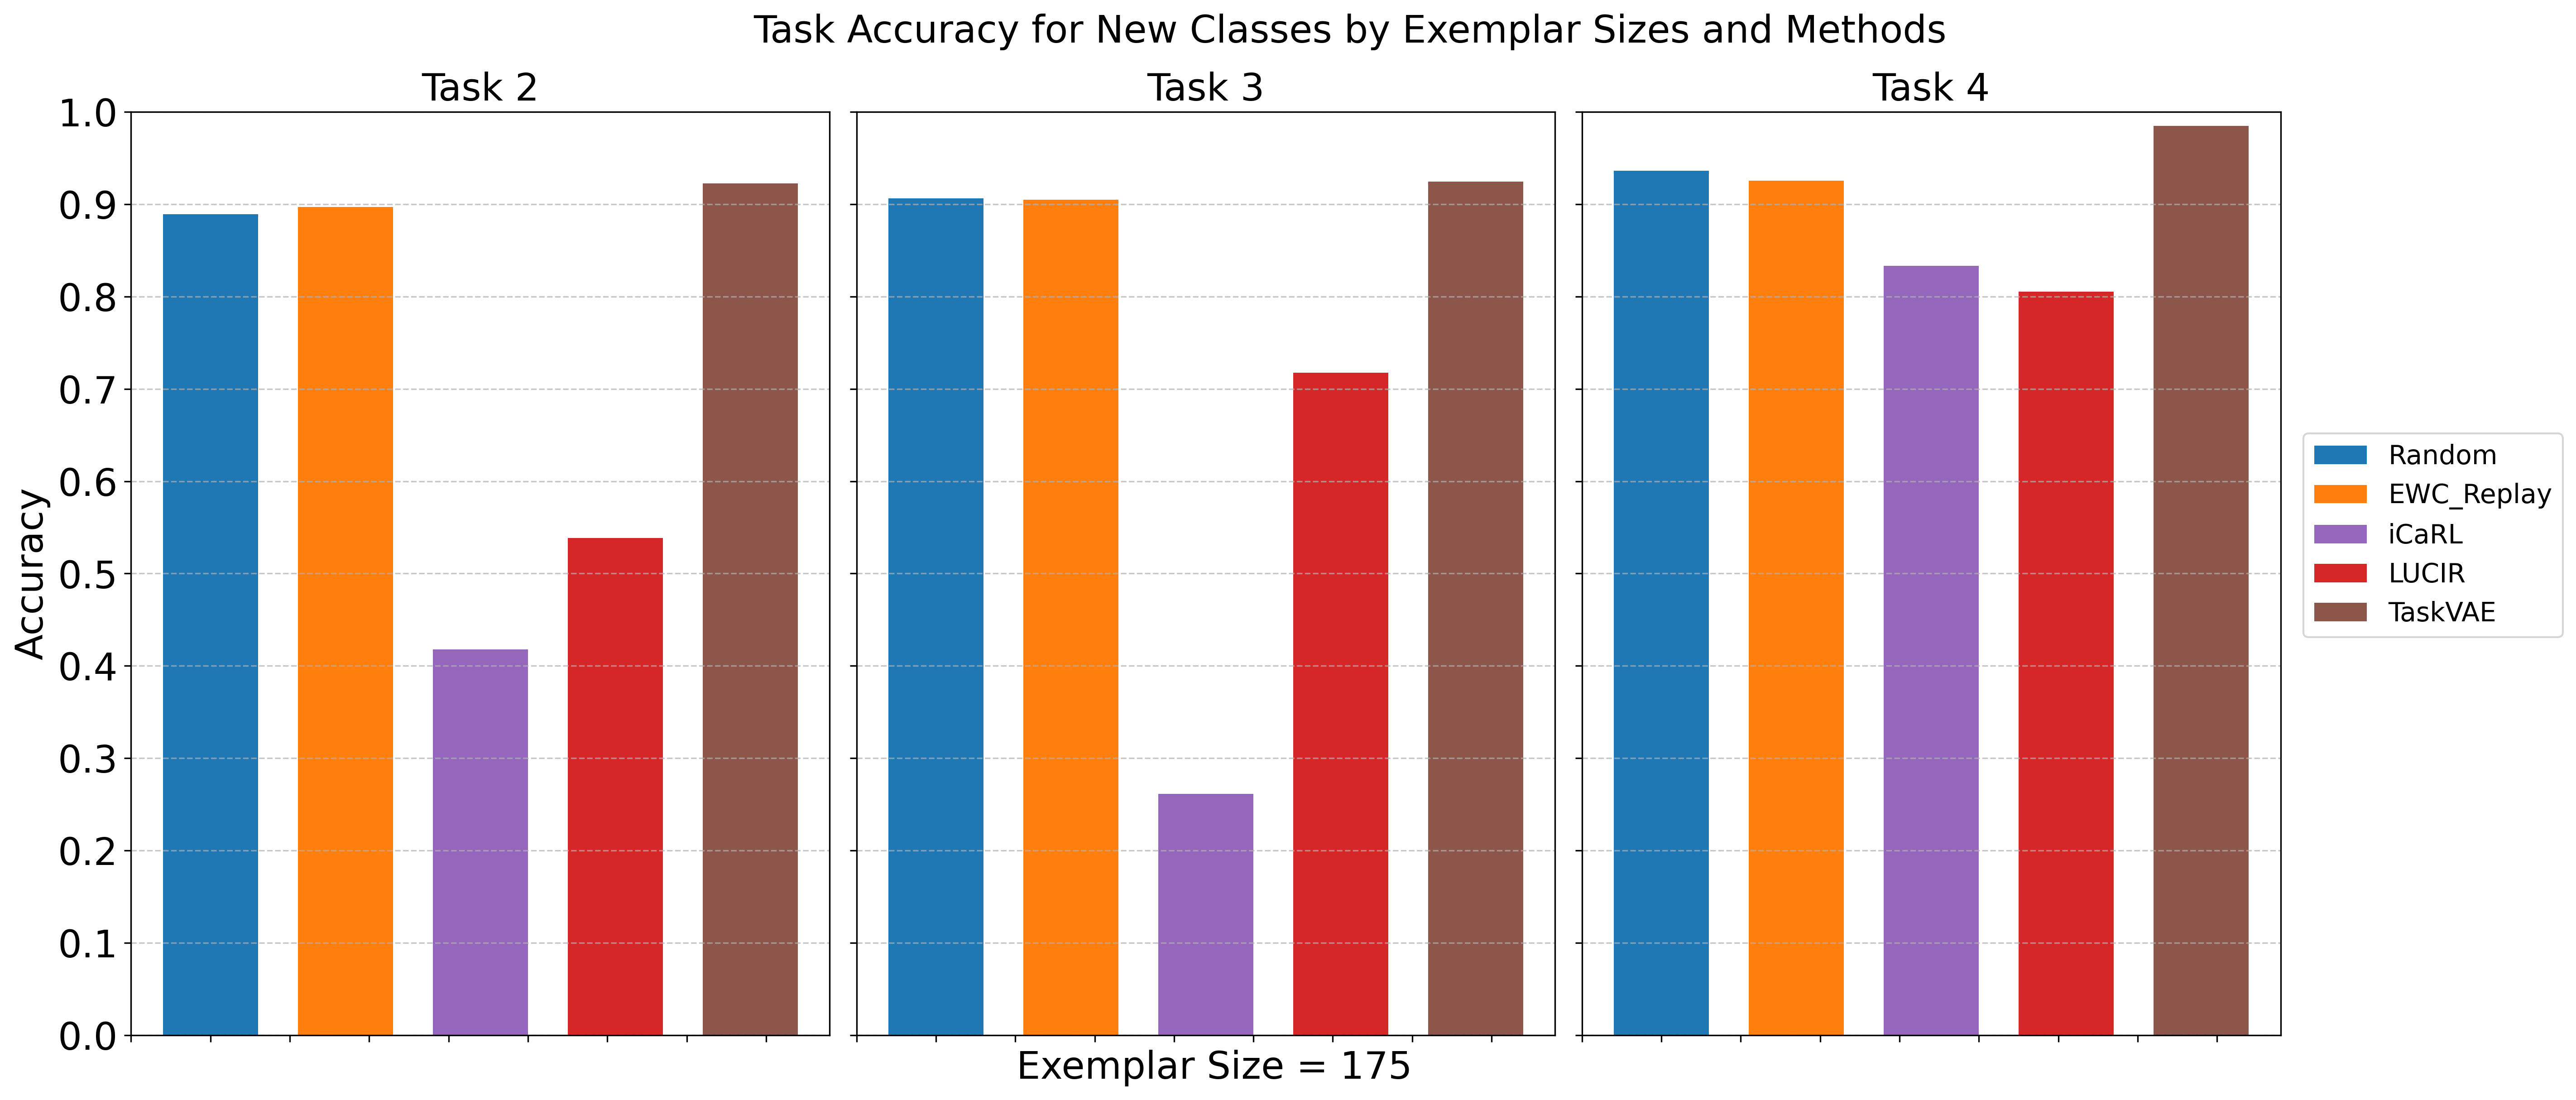 Task Accuracy for New Classes by Exemplar Sizes and Methods
Task 2
Task 3
Task 4
1.0
0.9
0.8
0.7
0.6
0.5
0.4
0.3
0.2
0.1
0.0
Accuracy
Exemplar Size = 175
Random
EWC_Replay
iCaRL
LUCIR
TaskVAE